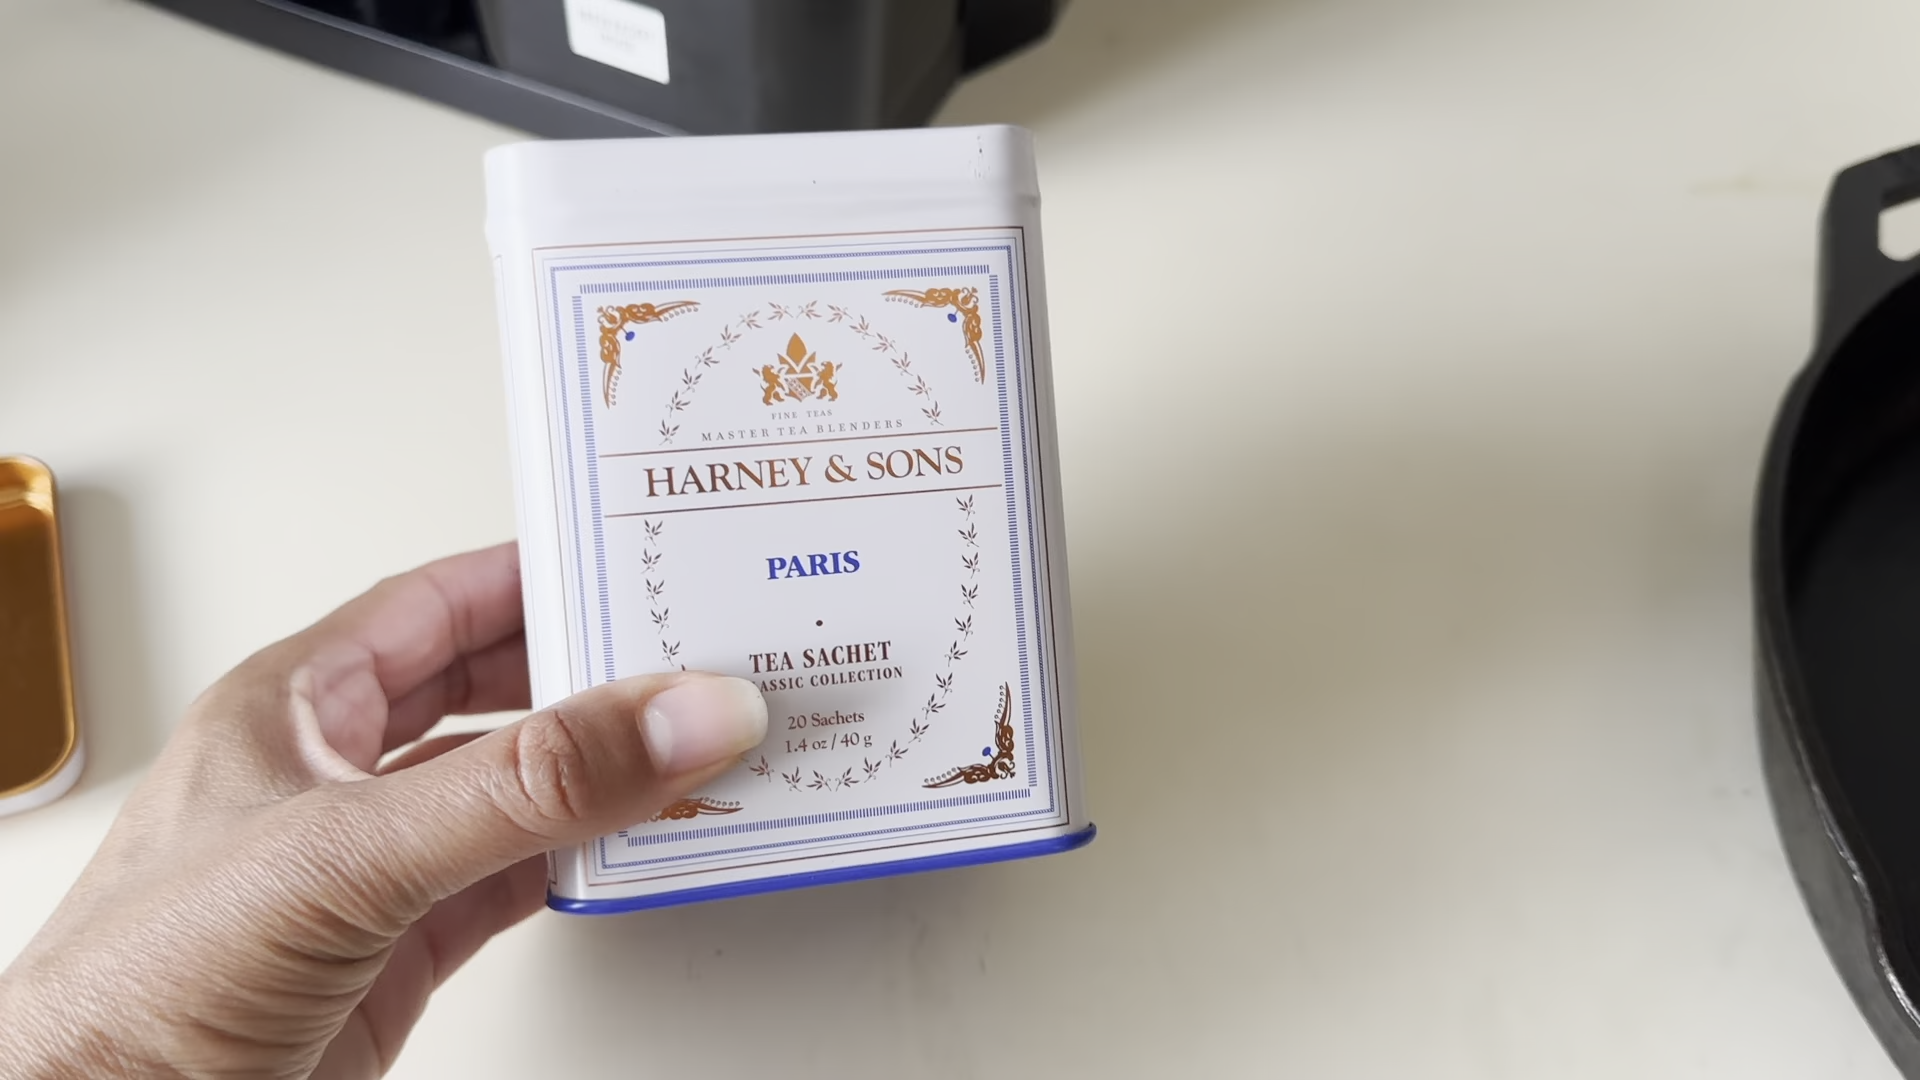 FINE TEAS
MASTER TEA BLENDERS
HARNEY & SONS
PARIS
TEA SACHET
ASSIC COLLECTION
20 Sachets
1.4 oz / 40 g